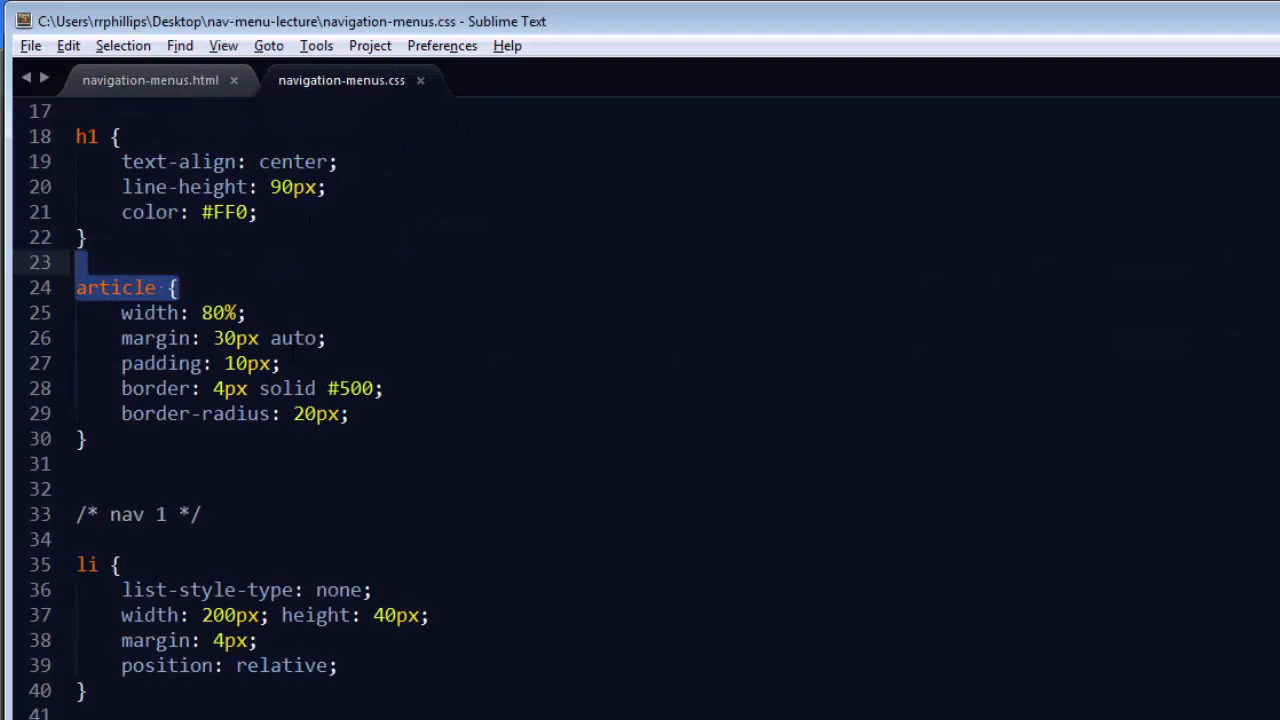 C:\Users\rrphillips\Desktop\nav-menu-lecture\navigation-menus.css - Sublime Text
File Edit Selection Find View Goto Tools Project Preferences Help
navigation-menus.html × navigation-menus.css ×
17
18 h1 {
19 text-align: center;
20 line-height: 90px;
21 color: #FF0;
22 }
23
24 article {
25 width: 80%;
26 margin: 30px auto;
27 padding: 10px;
28 border: 4px solid #500;
29 border-radius: 20px;
30 }
31
32
33 /* nav 1 */
34
35 li {
36 list-style-type: none;
37 width: 200px; height: 40px;
38 margin: 4px;
39 position: relative;
40 }
41